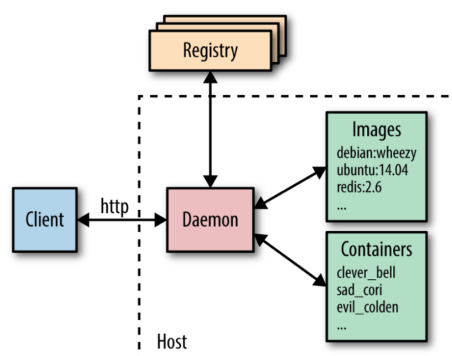 Registry
Images
debian:wheezy
ubuntu:14.04
redis:2.6
...
Client
http
Daemon
Containers
clever_bell
sad_cori
evil_colden
...
Host